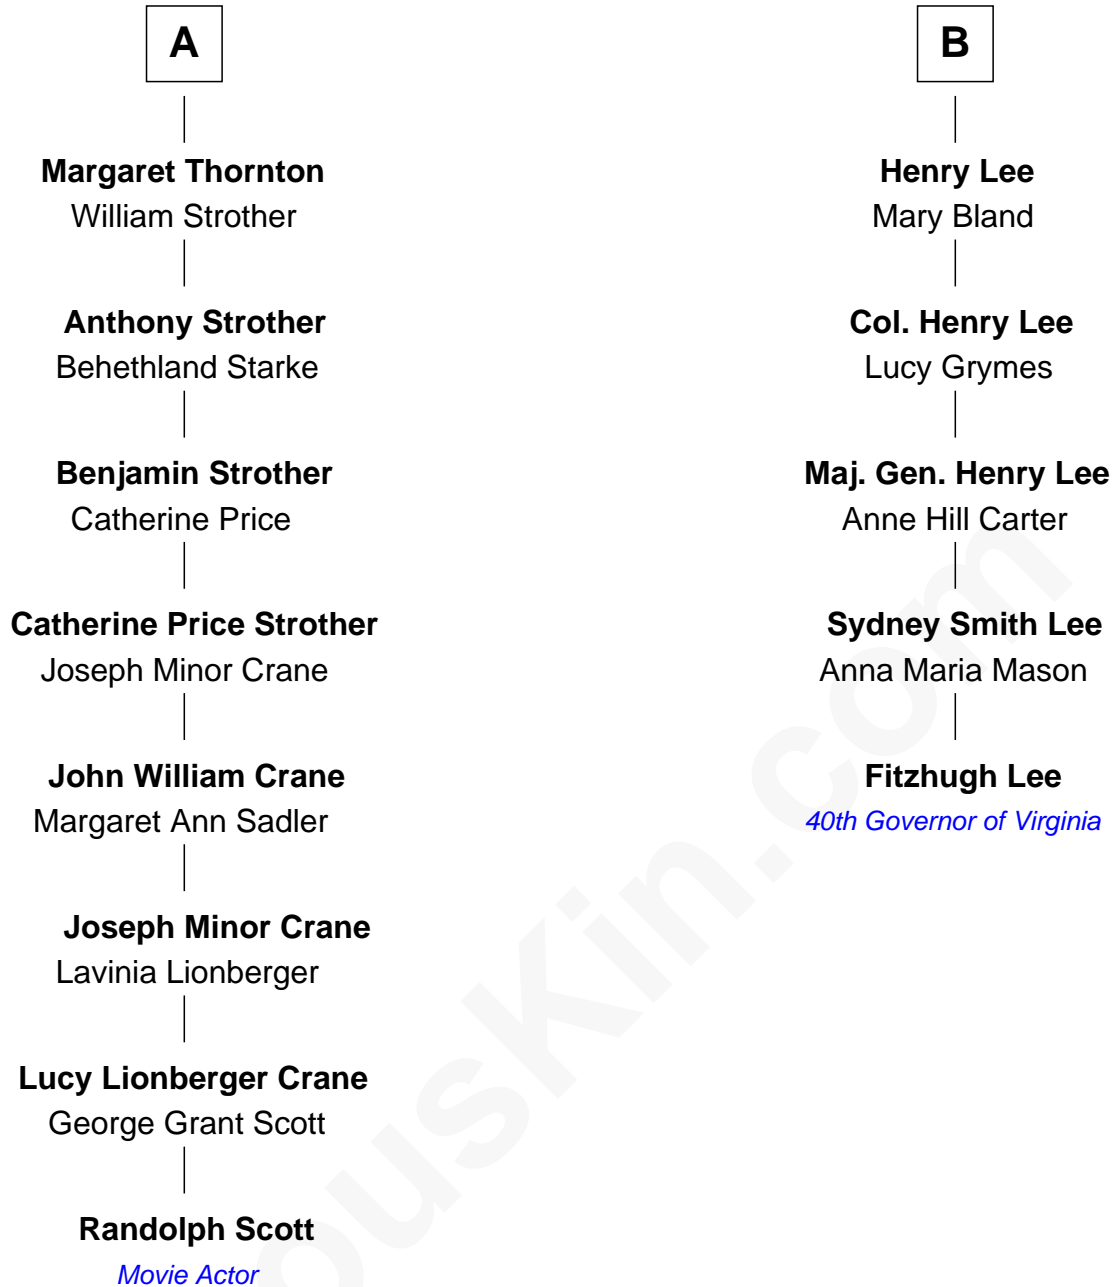 A
Margaret Thornton
William Strother
Anthony Strother
Behethland Starke
Benjamin Strother
Catherine Price
Catherine Price Strother
Joseph Minor Crane
John William Crane
Margaret Ann Sadler
Joseph Minor Crane
Lavinia Lionberger
Lucy Lionberger Crane
George Grant Scott
Randolph Scott
Movie Actor
B
Henry Lee
Mary Bland
Col. Henry Lee
Lucy Grymes
Maj. Gen. Henry Lee
Anne Hill Carter
Sydney Smith Lee
Anna Maria Mason
Fitzhugh Lee
40th Governor of Virginia
ousKin.com